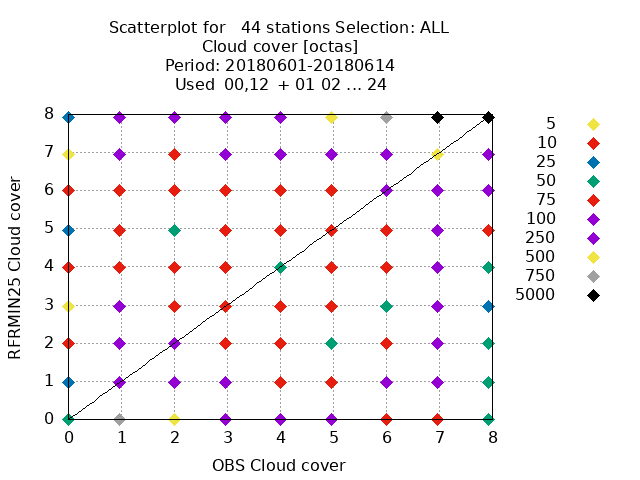 Scatterplot for 44 stations Selection: ALL
Cloud cover [octas]
Period: 20180601-20180614
Used 00,12 + 01 02 ... 24
8
7
6
5
4
3
2
1
0
RFRMIN25 Cloud cover
0 1 2 3 4 5 6 7 8
OBS Cloud cover
5
10
25
50
75
100
250
500
750
5000